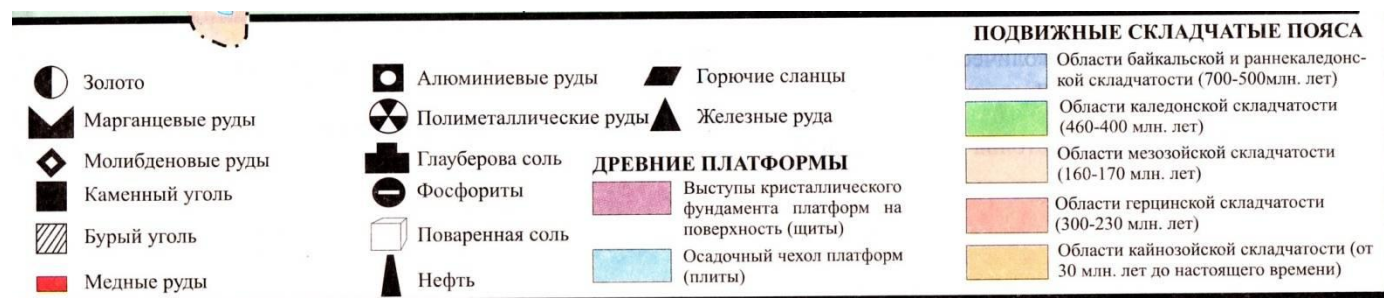 Золото
Марганцевые руды
Молибденовые руды
Каменный уголь
Бурый уголь
Медные руды
Алюминиевые руды
Полиметаллические руды
Глауберова соль
Фосфориты
Поваренная соль
Нефть
Горючие сланцы
Железные руда
ДРЕВНИЕ ПЛАТФОРМЫ
Выступы кристаллического
фундамента платформ на
поверхность (щиты)
Осадочный чехол платформ
(плиты)
ПОДВИЖНЫЕ СКЛАДЧАТЫЕ ПОЯСА
Области байкальской и раннекаледонс-
кой складчатости (700-500млн. лет)
Области каледонской складчатости
(460-400 млн. лет)
Области мезозойской складчатости
(160-170 млн. лет)
Области герцинской складчатости
(300-230 млн. лет)
Области кайнозойской складчатости (от
30 млн. лет до настоящего времени)